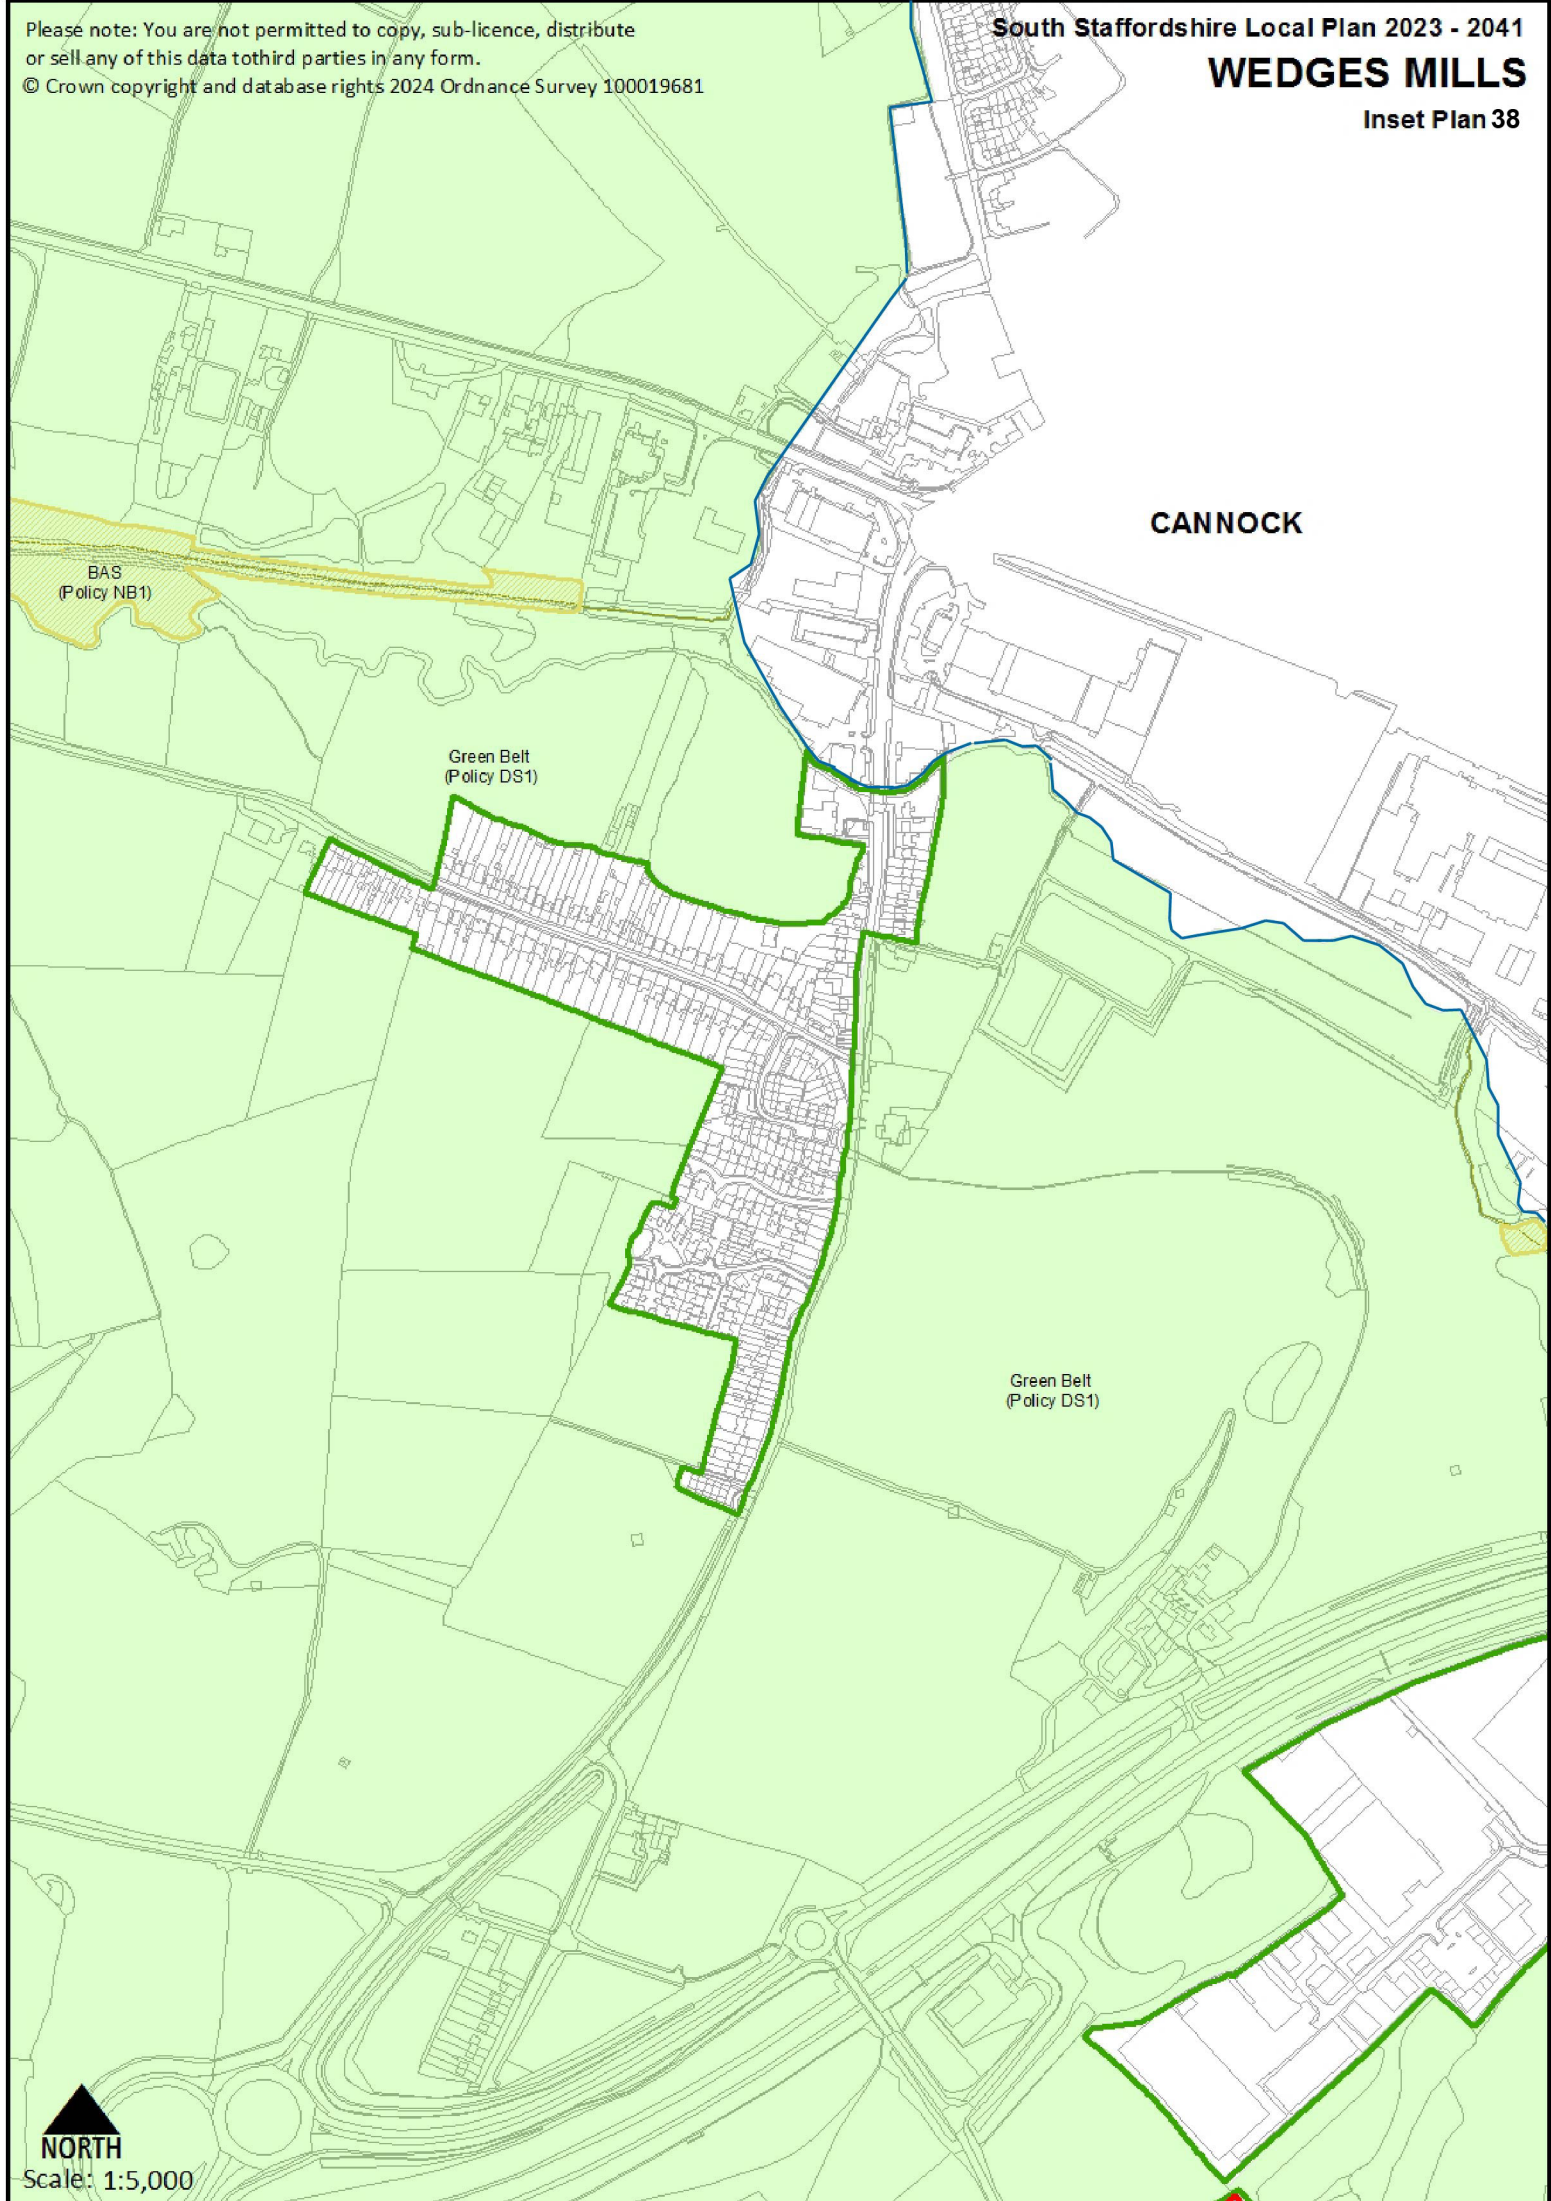 Please note: You are not permitted to copy, sub-licence, distribute
or sell any of this data tothird parties in any form.
© Crown copyright and database rights 2024 Ordnance Survey 100019681
South Staffordshire Local Plan 2023 - 2041
WEDGES MILLS
Inset Plan 38
CANNOCK
BAS
(Policy NB1)
Green Belt
(Policy DS1)
Green Belt
(Policy DS1)
NORTH
Scale: 1:5,000